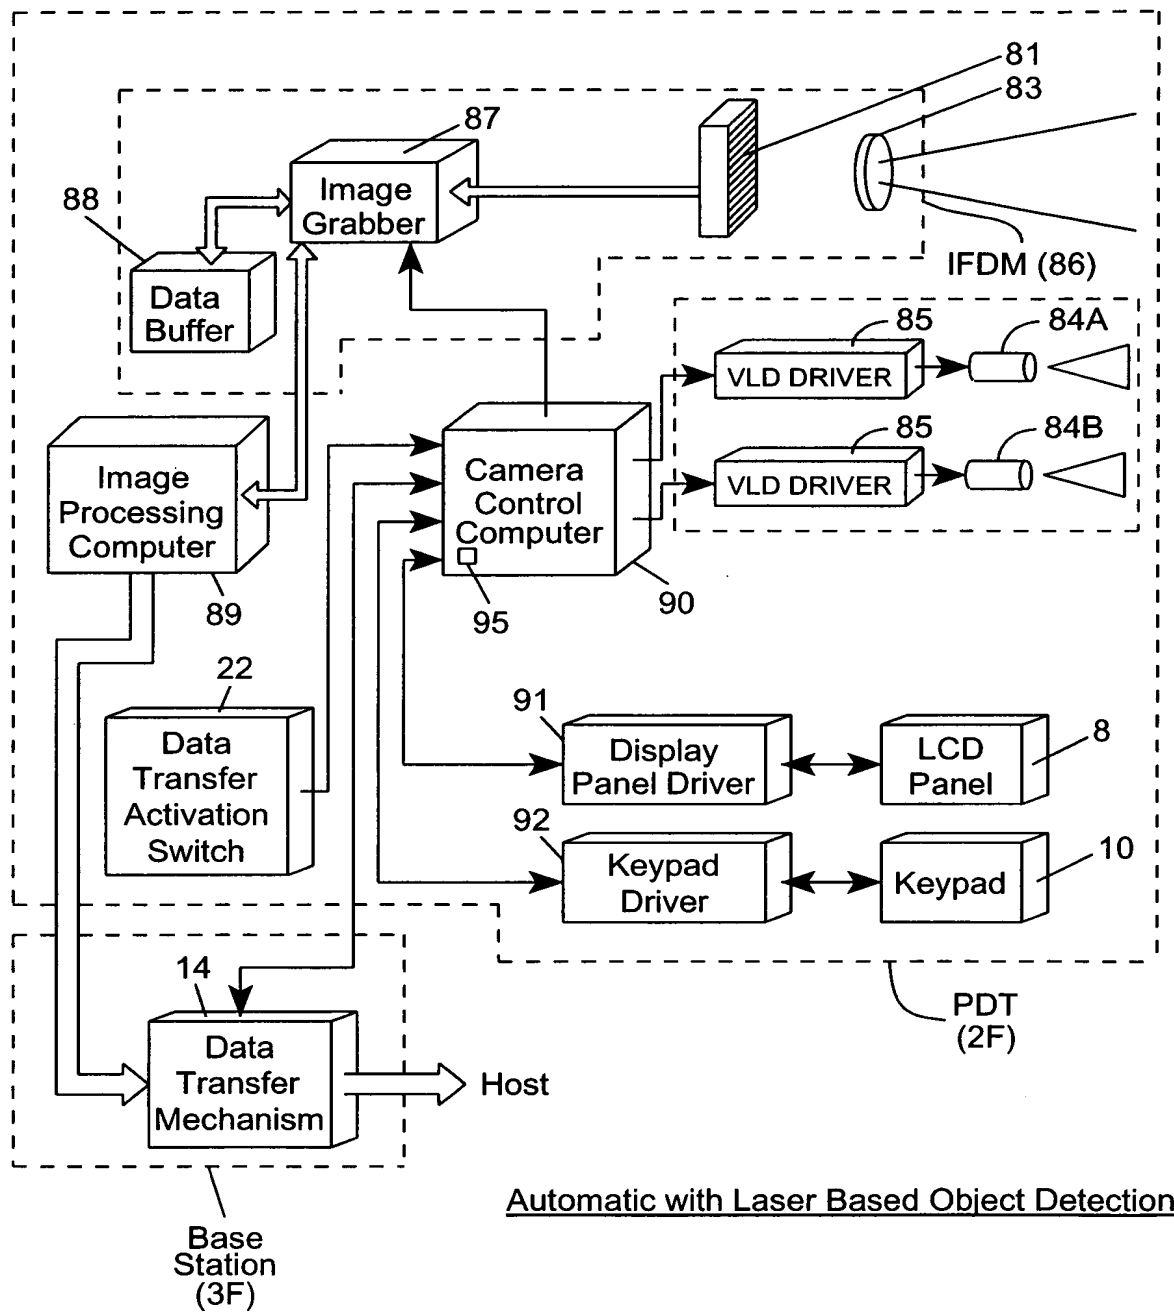 81
83
87
Image
Grabber
88
Data
Buffer
IFDM (86)
85
84A
VLD DRIVER
85
84B
VLD DRIVER
Image
Processing
Computer
89
Camera
Control
Computer
95
90
22
Data
Transfer
Activation
Switch
91
Display
Panel Driver
LCD
Panel
8
92
Keypad
Driver
Keypad
10
14
Data
Transfer
Mechanism
Host
PDT
(2F)
Base
Station
(3F)
Automatic with Laser Based Object Detection